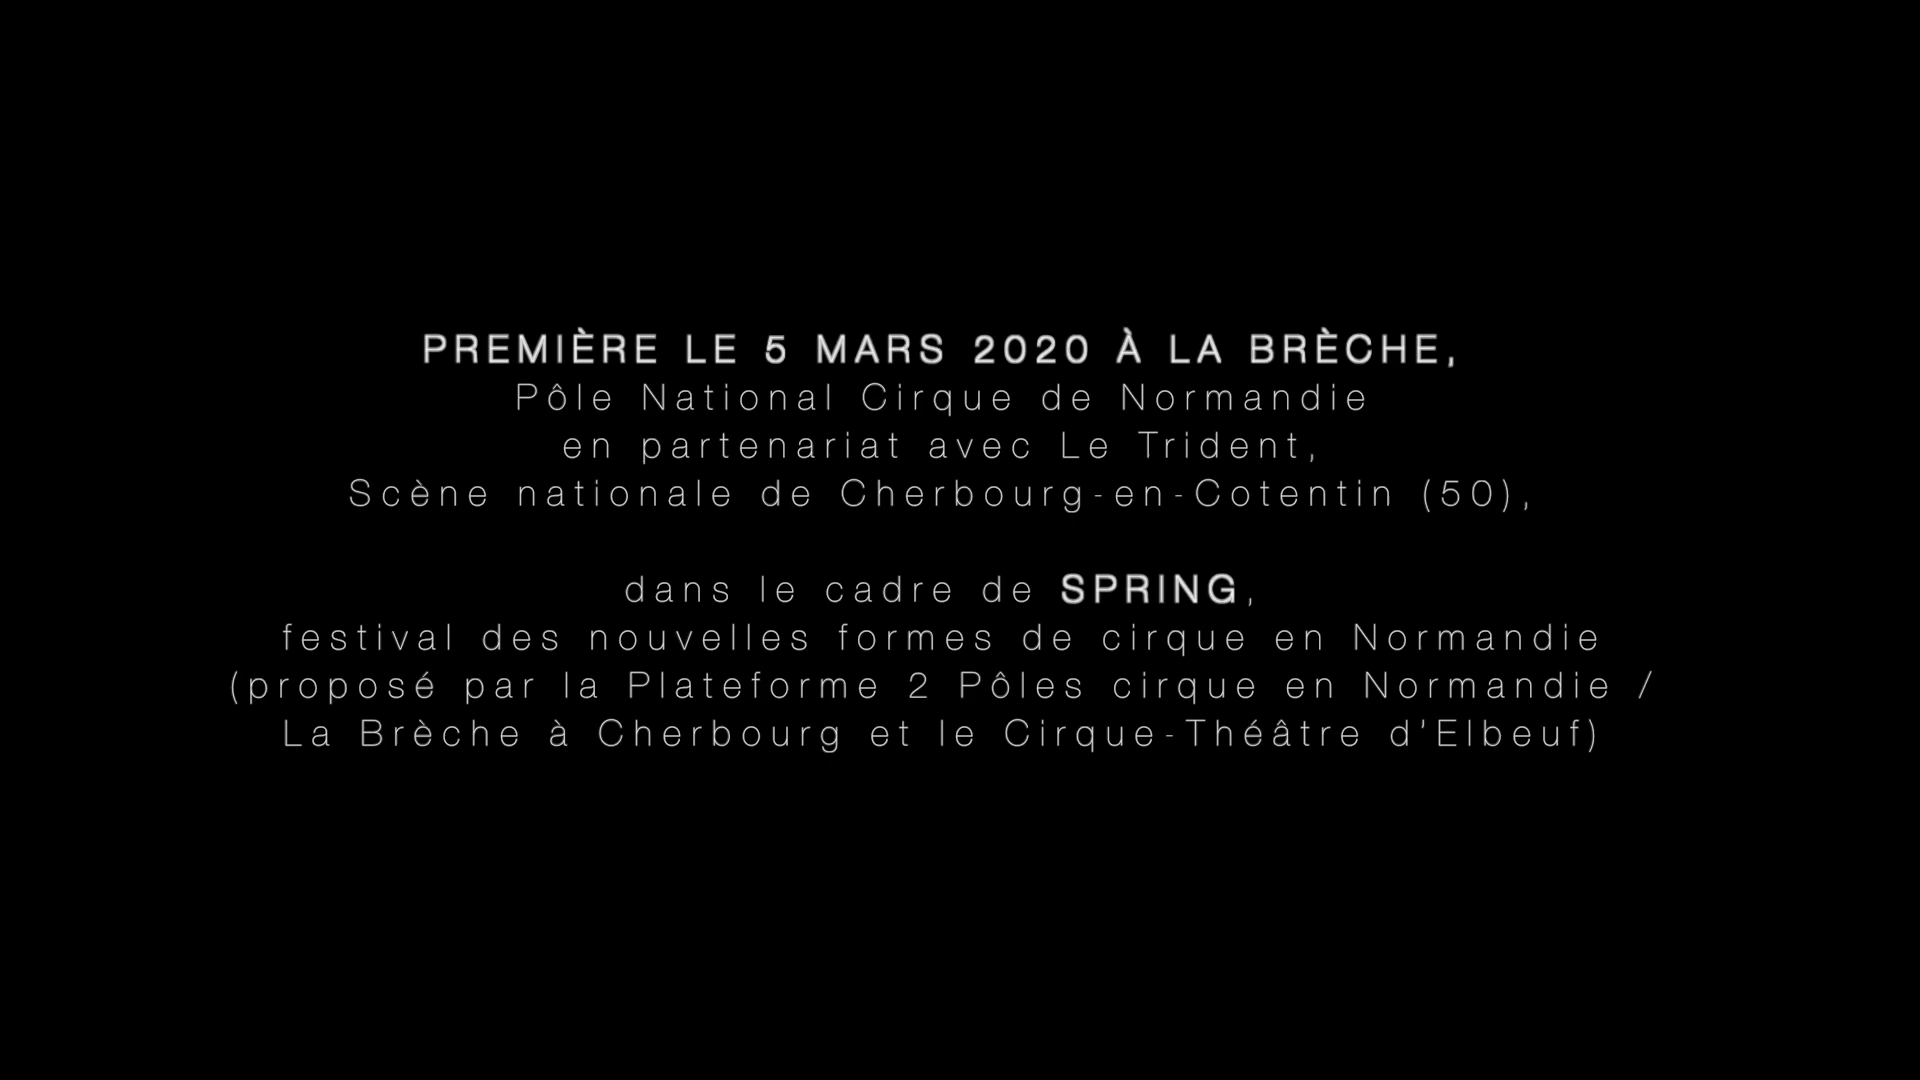 PREMIÈRE LE 5 MARS 2020 À LA BRÈCHE,
Pôle National Cirque de Normandie
en partenariat avec Le Trident,
Scène nationale de Cherbourg-en-Cotentin (50),
dans le cadre de SPRING,
festival des nouvelles formes de cirque en Normandie
(proposé par la Plateforme 2 Pôles cirque en Normandie /
La Brèche à Cherbourg et le Cirque-Théâtre d'Elbeuf)